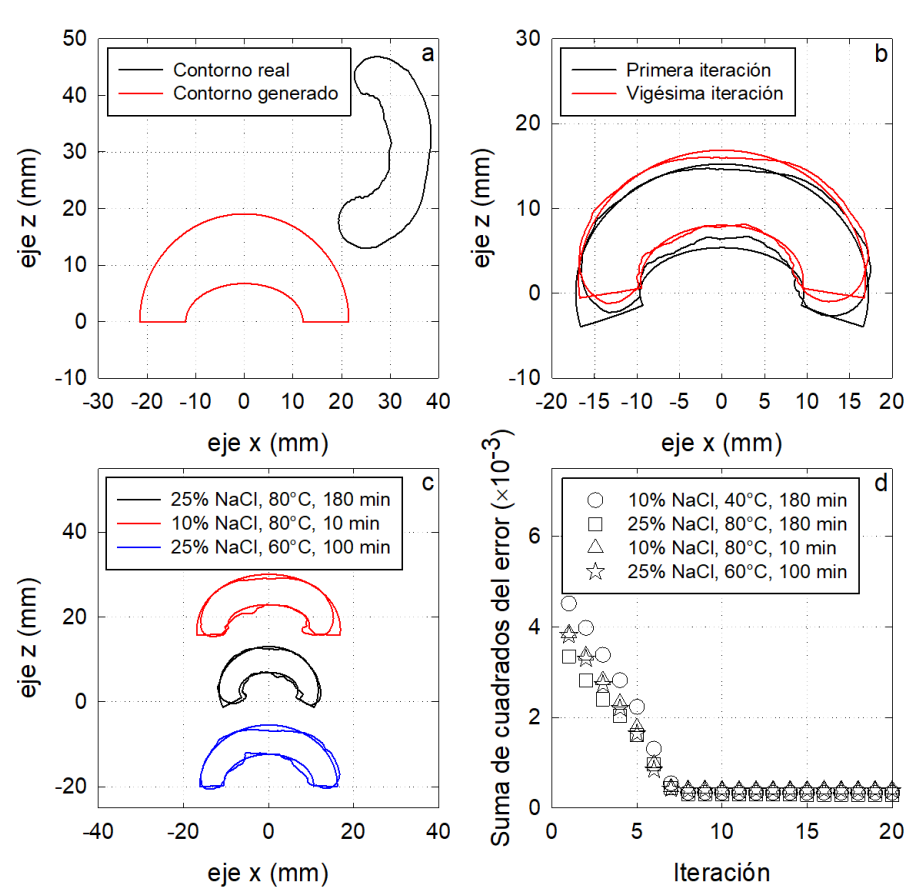 a
Contorno real
Contorno generado
50
40
30
20
10
0
-10
-30 -20 -10 0 10 20 30 40
eje z (mm)
eje x (mm)
b
Primera iteración
Vigésima iteración
30
20
10
0
-10
-20 -15 -10 -5 0 5 10 15 20
eje z (mm)
eje x (mm)
c
25% NaCl, 80°C, 180 min
10% NaCl, 80°C, 10 min
25% NaCl, 60°C, 100 min
40
20
0
-20
-40 -20 0 20 40
eje z (mm)
eje x (mm)
d
10% NaCl, 40°C, 180 min
25% NaCl, 80°C, 180 min
10% NaCl, 80°C, 10 min
25% NaCl, 60°C, 100 min
6
4
2
0
0 5 10 15 20
Suma de cuadrados del error (×10-3)
Iteración